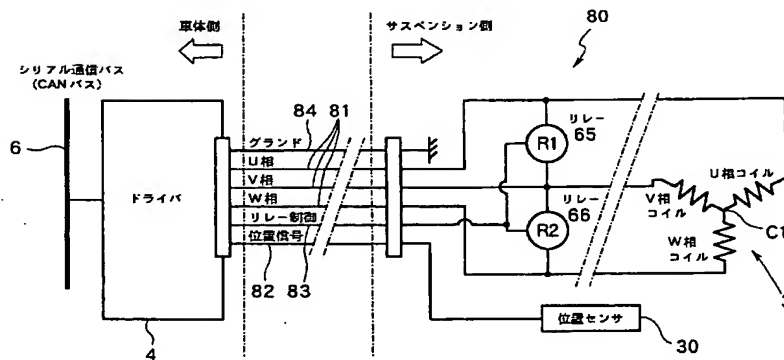 車体側
サスペンション側
80
シリアル通信バス
(CANバス)
84
81
6
グランド
U相
V相
W相
リレー制御
位置信号
ドライバ
R1
リレー
65
R2
リレー
66
U相コイル
V相
コイル
W相
コイル
C1
82
83
4
位置センサ
30